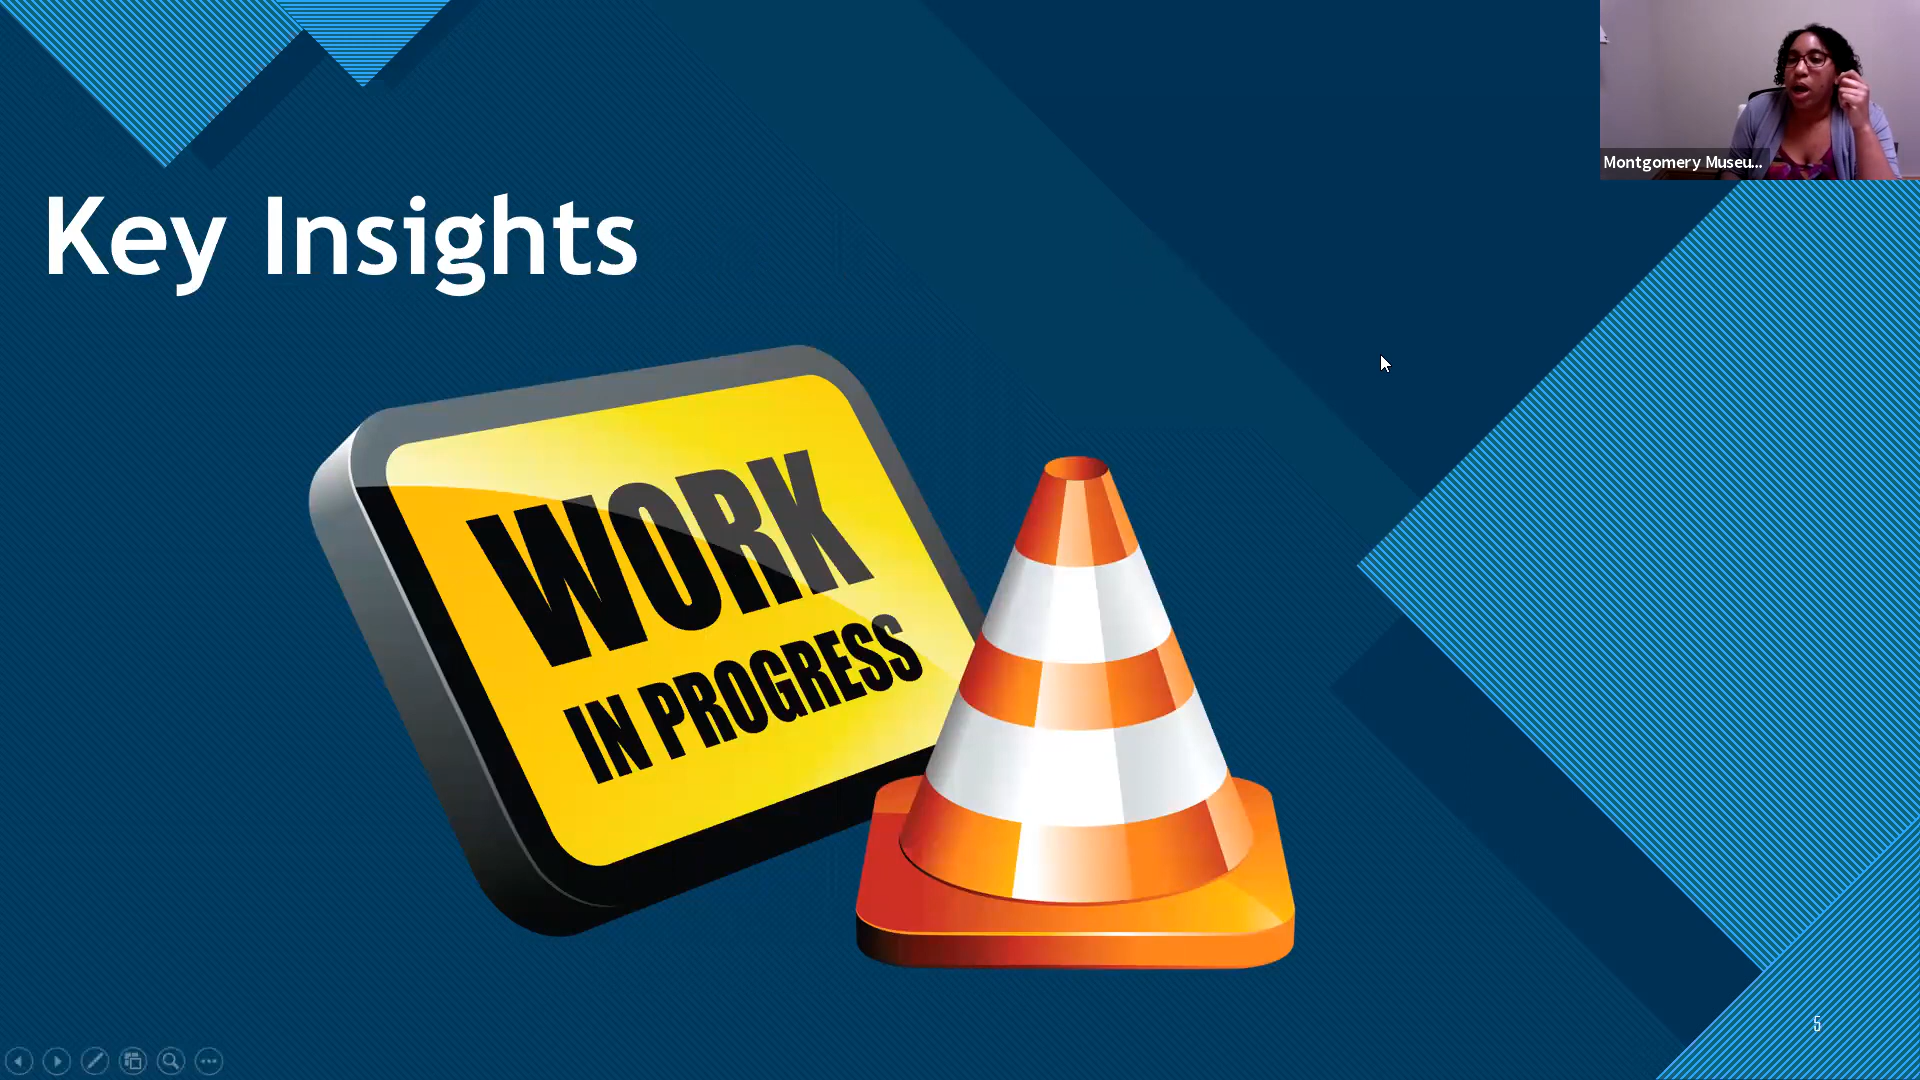 Montgomery Museu...
Key Insights
WORK
IN PROGRESS
5